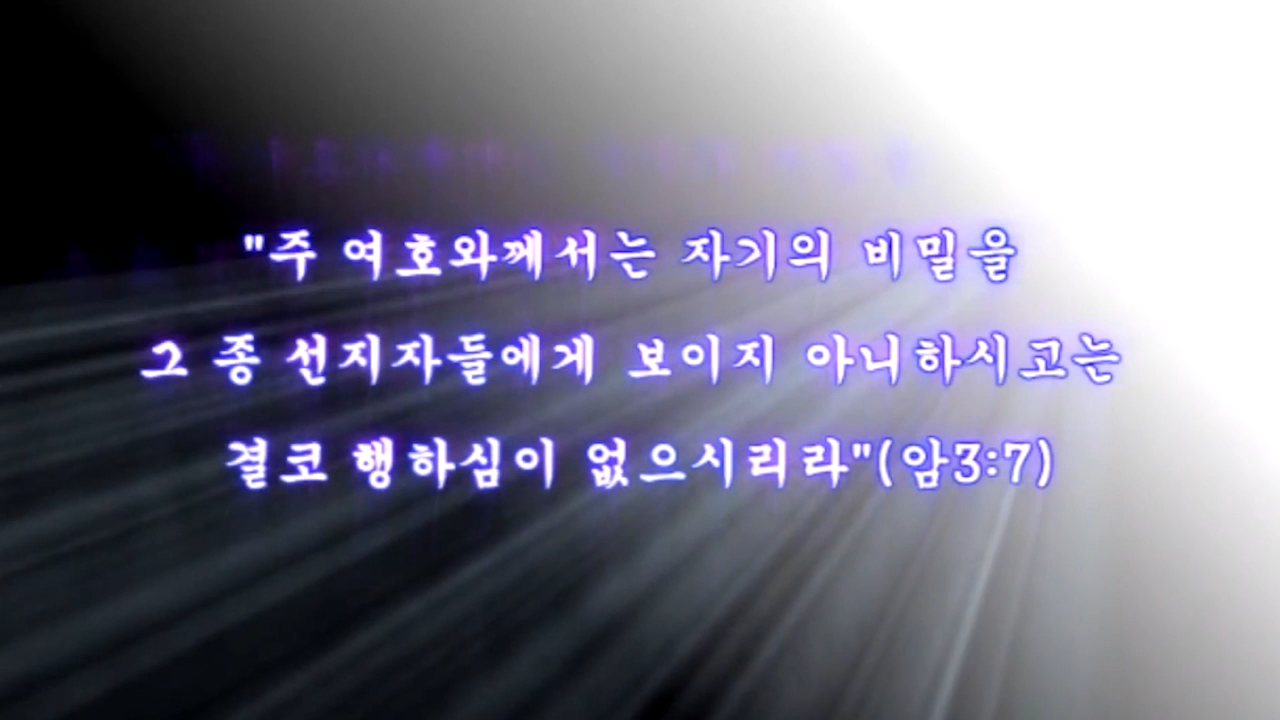 "주 여호와께서는 자기의 비밀을
그 종 선지자들에게 보이지 아니하시고는
결코 행하심이 없으시리라"(암3:7)